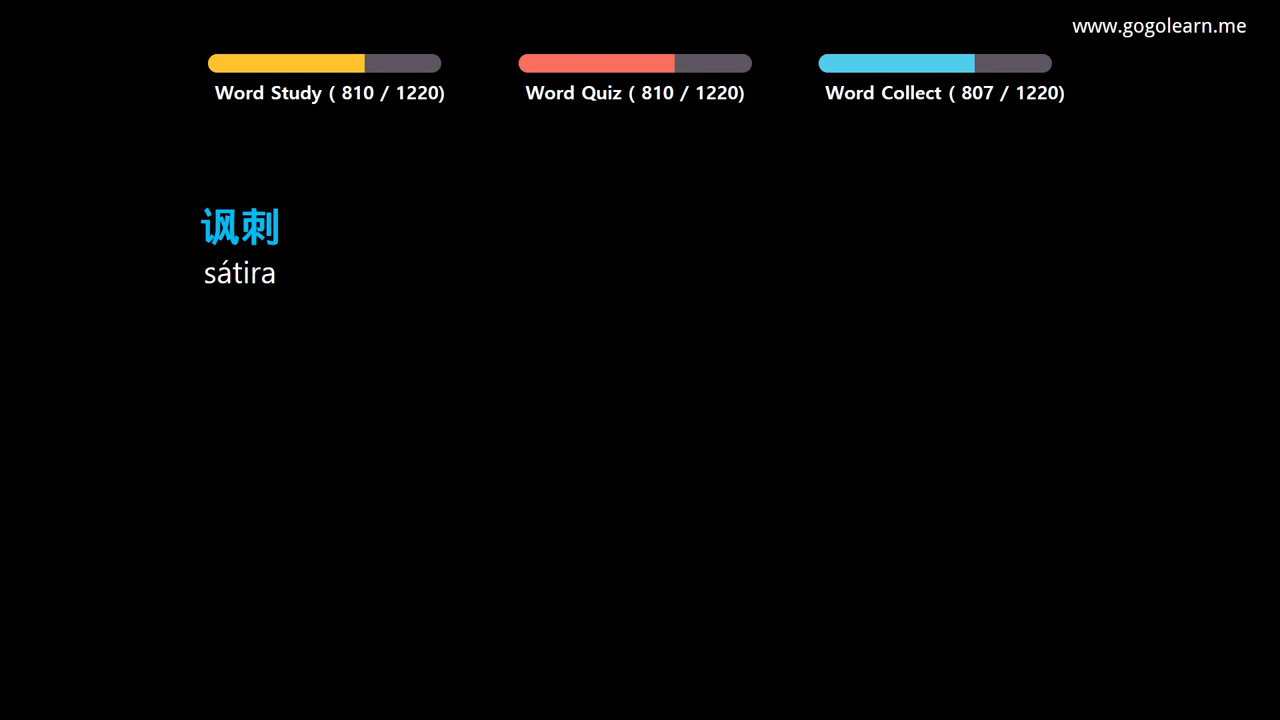 www.gogolearn.me
Word Study ( 810 / 1220)
Word Quiz ( 810 / 1220)
Word Collect ( 807 / 1220)
讽刺
sátira